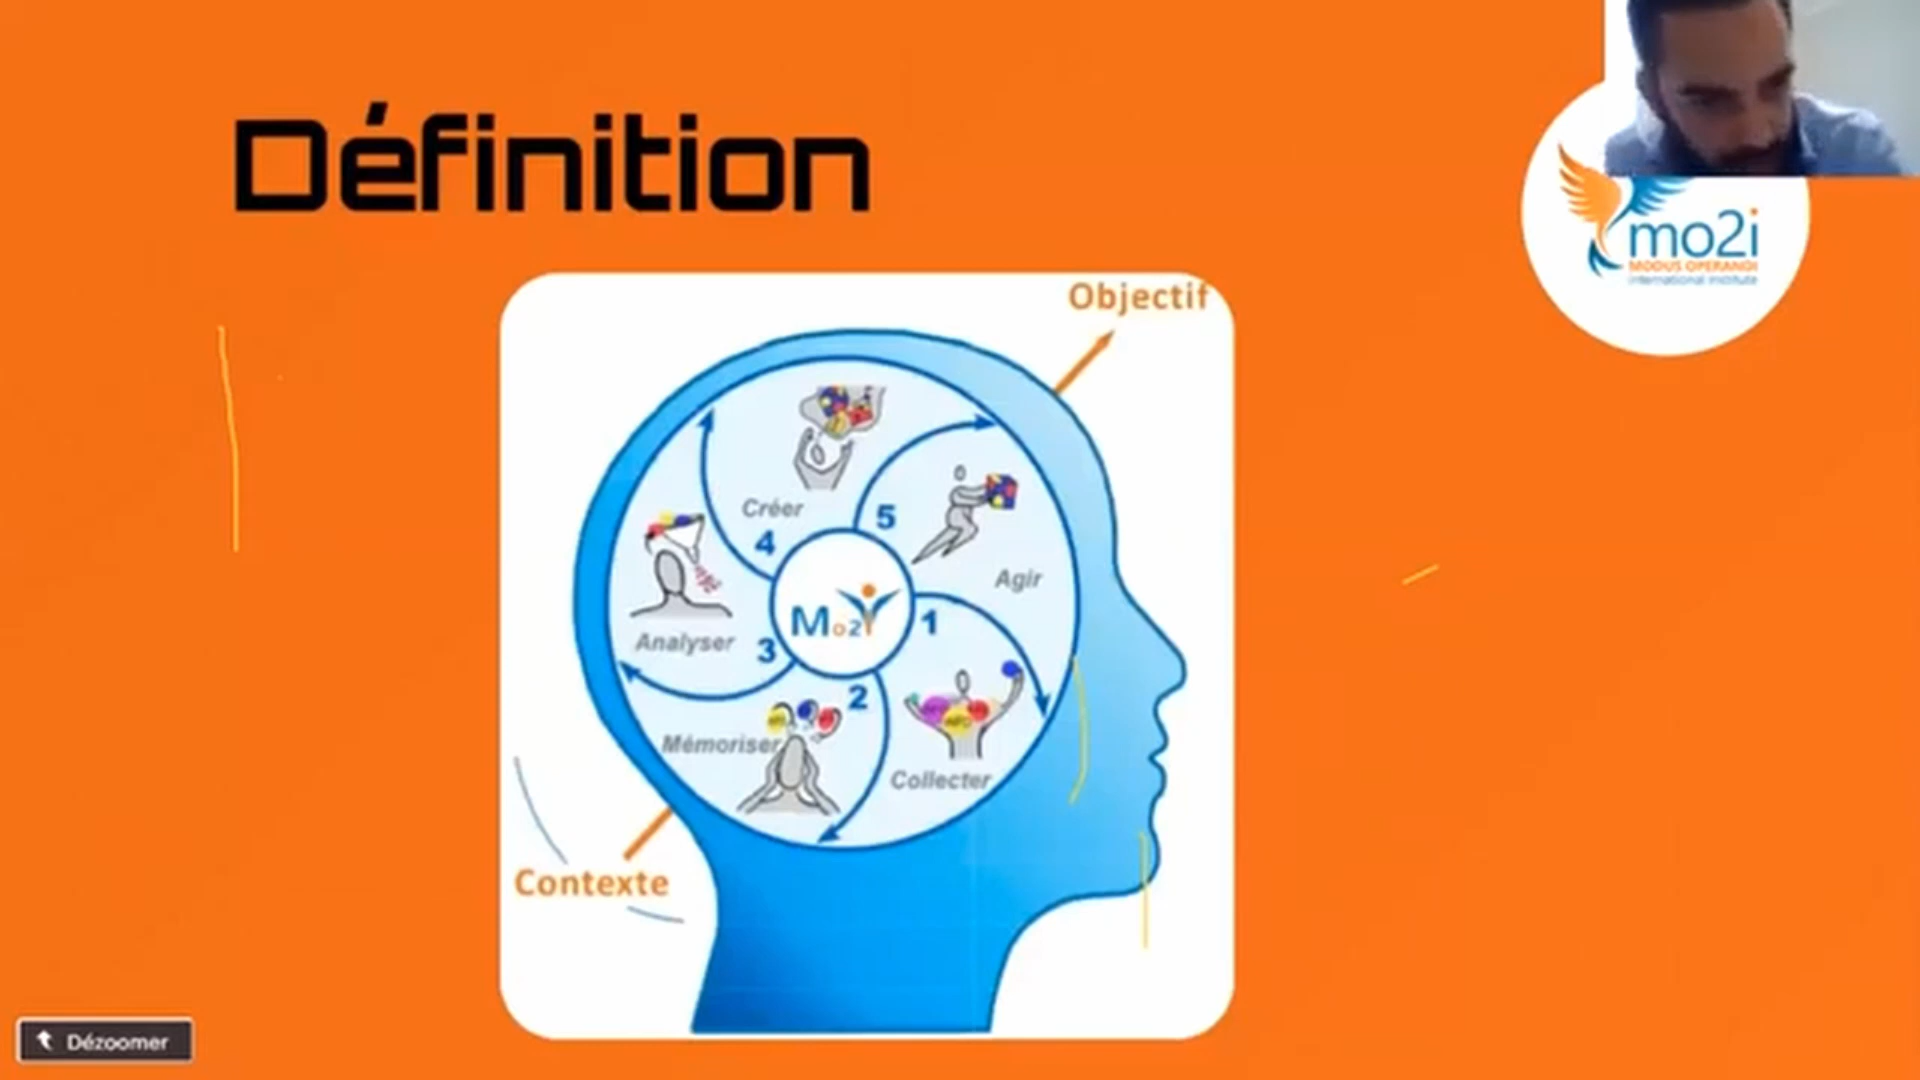 Définition
mo2i
MODUS OPERANDI
international institute
Objectif
Créer
4
5
Agir
Analyser
3
Mo2i
1
2
Mémoriser
Collecter
Contexte
Dézoomer